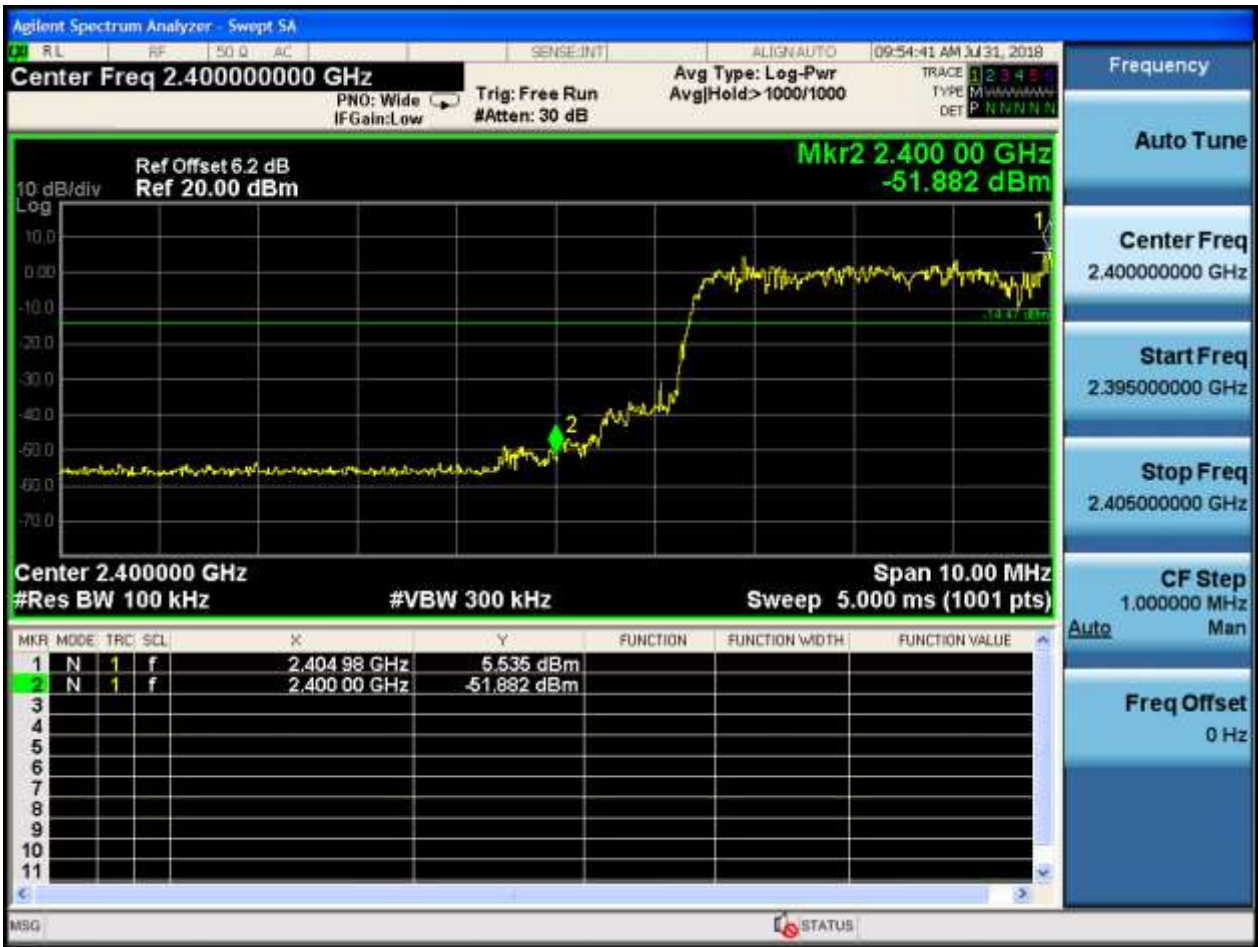 Agilent Spectrum Analyzer - Swept SA
RL RF 50 Ω AC SENSE:INT ALIGNAUTO 09:54:41 AM Jul 31, 2018
Center Freq 2.400000000 GHz
PNO: Wide
IFGain:Low
Trig: Free Run
#Atten: 30 dB
Avg Type: Log-Pwr
Avg|Hold:> 1000/1000
TRACE 1 2 3 4 5 6
TYPE M WWWWW
DET P N N N N N
Mkr2 2.400 00 GHz
-51.882 dBm
Ref Offset 6.2 dB
10 dB/div Ref 20.00 dBm
Log
10.0
0.00
-10.0
-20.0
-30.0
-40.0
-50.0
-60.0
-70.0
1
-14.47 dBm
2
Center 2.400000 GHz Span 10.00 MHz
#Res BW 100 kHz #VBW 300 kHz Sweep 5.000 ms (1001 pts)
MKR MODE TRC SCL X Y FUNCTION FUNCTION WIDTH FUNCTION VALUE
1 N 1 f 2.404 98 GHz 5.535 dBm
2 N 1 f 2.400 00 GHz -51.882 dBm
3
4
5
6
7
8
9
10
11
MSG STATUS
Frequency
Auto Tune
Center Freq
2.400000000 GHz
Start Freq
2.395000000 GHz
Stop Freq
2.405000000 GHz
CF Step
1.000000 MHz
Auto Man
Freq Offset
0 Hz